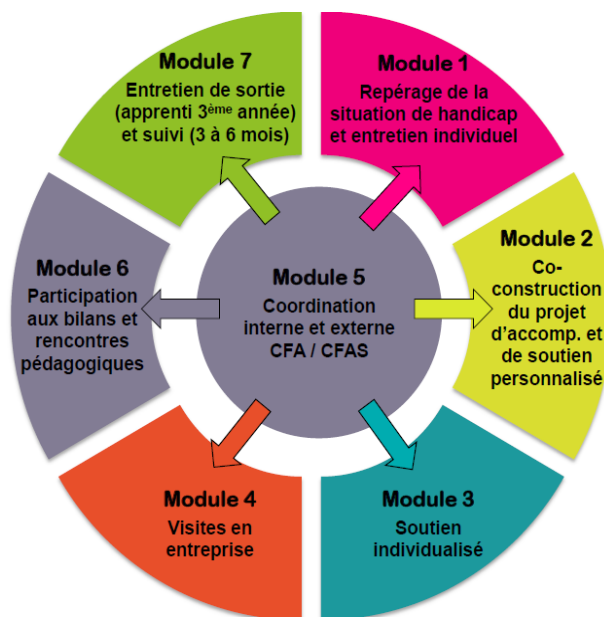 Module 1
Repérage de la
situation de handicap
et entretien individuel
Module 2
Co-
construction
du projet
d'accomp. et
de soutien
personnalisé
Module 3
Soutien
individualisé
Module 4
Visites en
entreprise
Module 5
Coordination
interne et externe
CFA / CFAS
Module 6
Participation
aux bilans et
rencontres
pédagogiques
Module 7
Entretien de sortie
(apprenti 3ème année)
et suivi (3 à 6 mois)